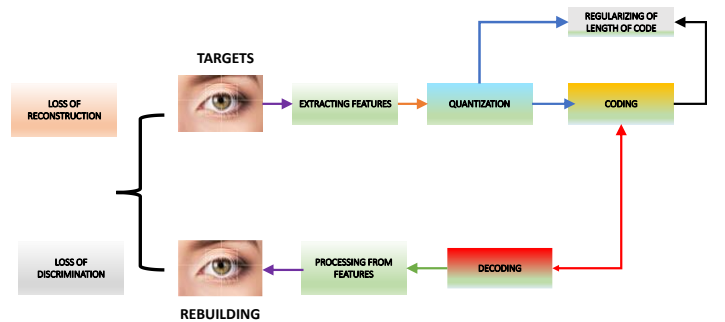 REGULARIZING OF
LENGTH OF CODE
TARGETS
LOSS OF
RECONSTRUCTION
EXTRACTING FEATURES
QUANTIZATION
CODING
LOSS OF
DISCRIMINATION
PROCESSING FROM
FEATURES
DECODING
REBUILDING